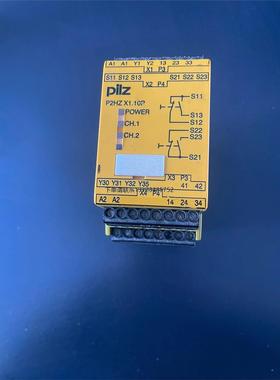 A1 A1 Y1 Y2 13 23 33
X1 P3
S11 S12 S13 S21 S22 S23
X2 P4
pilz
P2HZ X1.10P
POWER
CH.1
CH.2
S11
S13
S12
S22
S23
S21
X3 P3
Y30 Y31 Y32 Y35 41 42
X4 P4
A2 A2 14 24 34